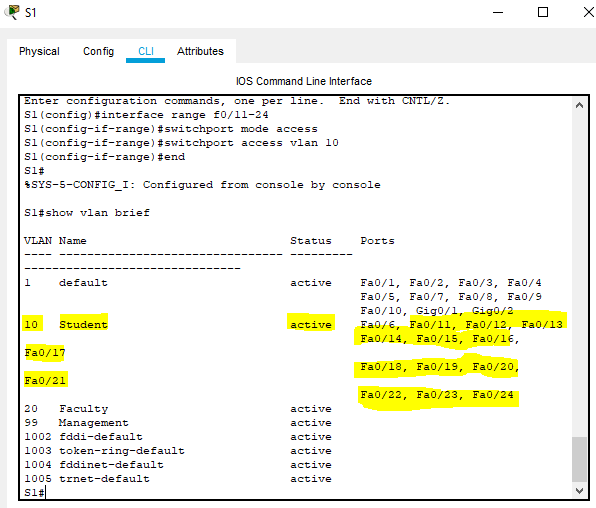 S1
Physical Config CLI Attributes
IOS Command Line Interface
Enter configuration commands, one per line. End with CNTL/Z.
S1(config)#interface range f0/11-24
S1(config-if-range)#switchport mode access
S1(config-if-range)#switchport access vlan 10
S1(config-if-range)#end
S1#
%SYS-5-CONFIG_I: Configured from console by console
S1#show vlan brief
VLAN Name Status Ports
---- -------------------------------- ---------
-------------------------------
1 default active Fa0/1, Fa0/2, Fa0/3, Fa0/4
Fa0/5, Fa0/7, Fa0/8, Fa0/9
Fa0/10, Gig0/1, Gig0/2
10 Student active Fa0/6, Fa0/11, Fa0/12, Fa0/13
Fa0/14, Fa0/15, Fa0/16,
Fa0/17
Fa0/18, Fa0/19, Fa0/20,
Fa0/21
Fa0/22, Fa0/23, Fa0/24
20 Faculty active
99 Management active
1002 fddi-default active
1003 token-ring-default active
1004 fddinet-default active
1005 trnet-default active
S1#